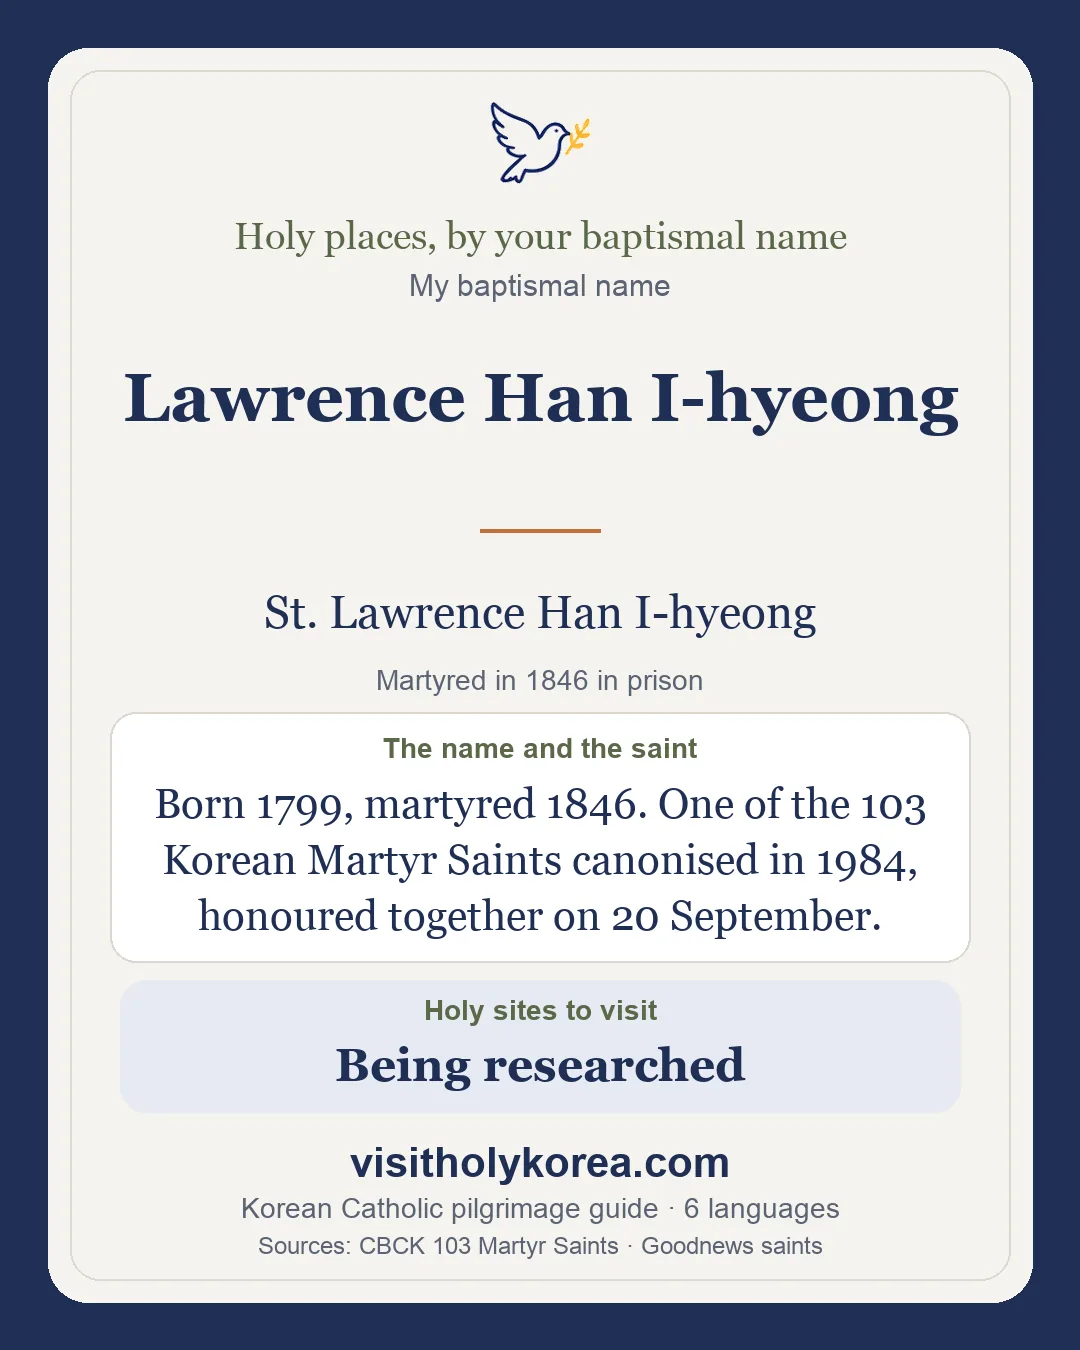 Holy places, by your baptismal name
My baptismal name
Lawrence Han I-hyeong
St. Lawrence Han I-hyeong
Martyred in 1846 in prison
The name and the saint
Born 1799, martyred 1846. One of the 103
Korean Martyr Saints canonised in 1984,
honoured together on 20 September.
Holy sites to visit
Being researched
visitholykorea.com
Korean Catholic pilgrimage guide · 6 languages
Sources: CBCK 103 Martyr Saints · Goodnews saints